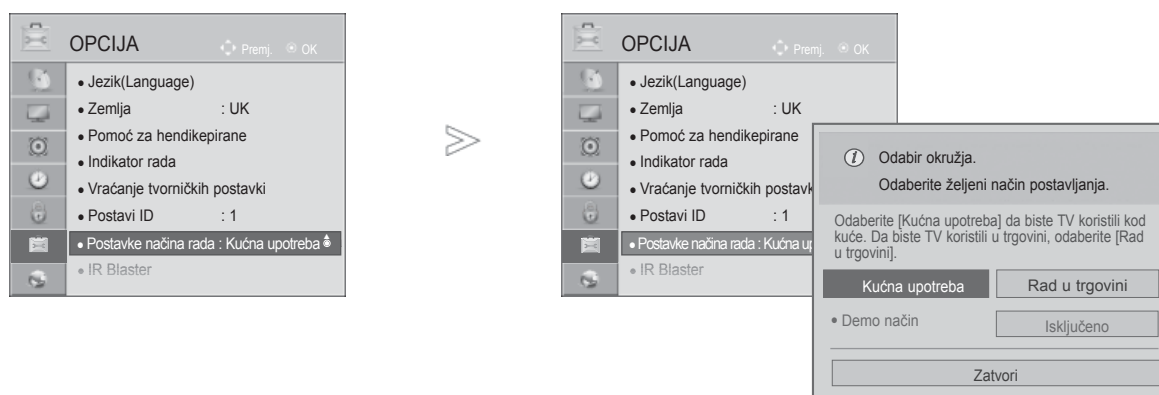 OPCIJA Premj. OK
• Jezik(Language)
• Zemlja : UK
• Pomoć za hendikepirane
• Indikator rada
• Vraćanje tvorničkih postavki
• Postavi ID : 1
• Postavke načina rada : Kućna upotreba
• IR Blaster
OPCIJA Premj. OK
• Jezik(Language)
• Zemlja : UK
• Pomoć za hendikepirane
• Indikator rada
• Vraćanje tvorničkih postavk
• Postavi ID : 1
• Postavke načina rada : Kućna up
• IR Blaster
i Odabir okružja.
Odaberite željeni način postavljanja.
Odaberite [Kućna upotreba] da biste TV koristili kod
kuće. Da biste TV koristili u trgovini, odaberite [Rad
u trgovini].
Kućna upotreba Rad u trgovini
• Demo način Isključeno
Zatvori